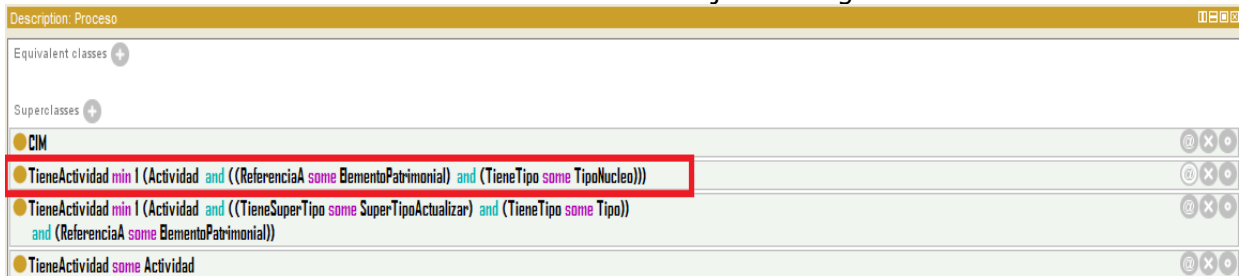 Description: Proceso
Equivalent classes
Superclasses
CIM
TieneActividad min 1 (Actividad and ((ReferenciaA some ElementoPatrimonial) and (TieneTipo some TipoNucleo)))
TieneActividad min 1 (Actividad and ((TieneSuperTipo some SuperTipoActualizar) and (TieneTipo some Tipo))
and (ReferenciaA some ElementoPatrimonial))
TieneActividad some Actividad